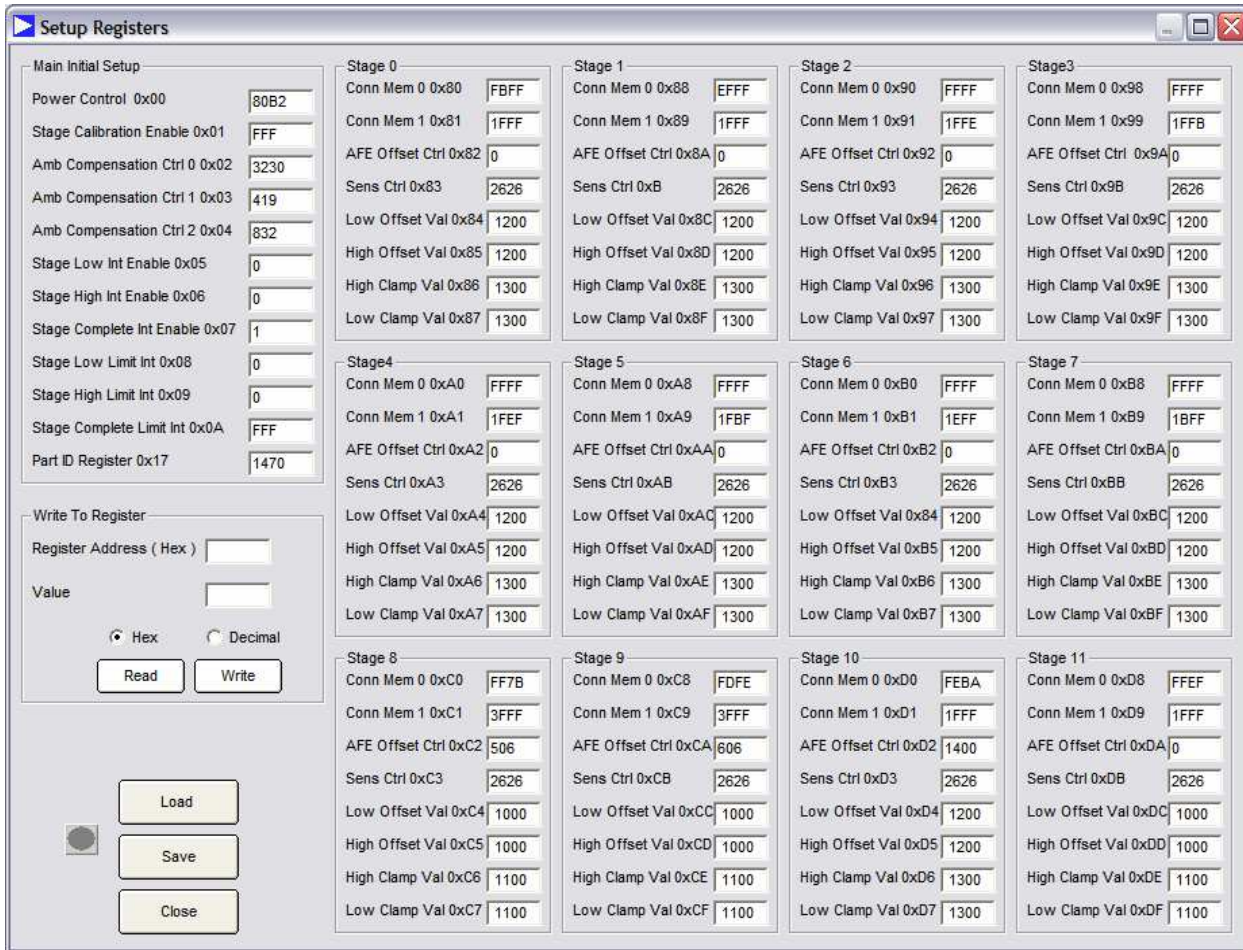 Setup Registers
Main Initial Setup
Power Control 0x00 80B2
Stage Calibration Enable 0x01 FFF
Amb Compensation Ctrl 0 0x02 3230
Amb Compensation Ctrl 1 0x03 419
Amb Compensation Ctrl 2 0x04 832
Stage Low Int Enable 0x05 0
Stage High Int Enable 0x06 0
Stage Complete Int Enable 0x07 1
Stage Low Limit Int 0x08 0
Stage High Limit Int 0x09 0
Stage Complete Limit Int 0x0A FFF
Part ID Register 0x17 1470
Write To Register
Register Address ( Hex )
Value
Hex Decimal
Read Write
Load
Save
Close
Stage 0
Conn Mem 0 0x80 FBFF
Conn Mem 1 0x81 1FFF
AFE Offset Ctrl 0x82 0
Sens Ctrl 0x83 2626
Low Offset Val 0x84 1200
High Offset Val 0x85 1200
High Clamp Val 0x86 1300
Low Clamp Val 0x87 1300
Stage 1
Conn Mem 0 0x88 EFFF
Conn Mem 1 0x89 1FFF
AFE Offset Ctrl 0x8A 0
Sens Ctrl 0xB 2626
Low Offset Val 0x8C 1200
High Offset Val 0x8D 1200
High Clamp Val 0x8E 1300
Low Clamp Val 0x8F 1300
Stage 2
Conn Mem 0 0x90 FFFF
Conn Mem 1 0x91 1FFE
AFE Offset Ctrl 0x92 0
Sens Ctrl 0x93 2626
Low Offset Val 0x94 1200
High Offset Val 0x95 1200
High Clamp Val 0x96 1300
Low Clamp Val 0x97 1300
Stage3
Conn Mem 0 0x98 FFFF
Conn Mem 1 0x99 1FFB
AFE Offset Ctrl 0x9A 0
Sens Ctrl 0x9B 2626
Low Offset Val 0x9C 1200
High Offset Val 0x9D 1200
High Clamp Val 0x9E 1300
Low Clamp Val 0x9F 1300
Stage4
Conn Mem 0 0xA0 FFFF
Conn Mem 1 0xA1 1FEF
AFE Offset Ctrl 0xA2 0
Sens Ctrl 0xA3 2626
Low Offset Val 0xA4 1200
High Offset Val 0xA5 1200
High Clamp Val 0xA6 1300
Low Clamp Val 0xA7 1300
Stage 5
Conn Mem 0 0xA8 FFFF
Conn Mem 1 0xA9 1FBF
AFE Offset Ctrl 0xAA 0
Sens Ctrl 0xAB 2626
Low Offset Val 0xAC 1200
High Offset Val 0xAD 1200
High Clamp Val 0xAE 1300
Low Clamp Val 0xAF 1300
Stage 6
Conn Mem 0 0xB0 FFFF
Conn Mem 1 0xB1 1EFF
AFE Offset Ctrl 0xB2 0
Sens Ctrl 0xB3 2626
Low Offset Val 0x84 1200
High Offset Val 0xB5 1200
High Clamp Val 0xB6 1300
Low Clamp Val 0xB7 1300
Stage 7
Conn Mem 0 0xB8 FFFF
Conn Mem 1 0xB9 1BFF
AFE Offset Ctrl 0xBA 0
Sens Ctrl 0xBB 2626
Low Offset Val 0xBC 1200
High Offset Val 0xBD 1200
High Clamp Val 0xBE 1300
Low Clamp Val 0xBF 1300
Stage 8
Conn Mem 0 0xC0 FF7B
Conn Mem 1 0xC1 3FFF
AFE Offset Ctrl 0xC2 506
Sens Ctrl 0xC3 2626
Low Offset Val 0xC4 1000
High Offset Val 0xC5 1000
High Clamp Val 0xC6 1100
Low Clamp Val 0xC7 1100
Stage 9
Conn Mem 0 0xC8 FDFE
Conn Mem 1 0xC9 3FFF
AFE Offset Ctrl 0xCA 606
Sens Ctrl 0xCB 2626
Low Offset Val 0xCC 1000
High Offset Val 0xCD 1000
High Clamp Val 0xCE 1100
Low Clamp Val 0xCF 1100
Stage 10
Conn Mem 0 0xD0 FEBA
Conn Mem 1 0xD1 1FFF
AFE Offset Ctrl 0xD2 1400
Sens Ctrl 0xD3 2626
Low Offset Val 0xD4 1200
High Offset Val 0xD5 1200
High Clamp Val 0xD6 1300
Low Clamp Val 0xD7 1300
Stage 11
Conn Mem 0 0xD8 FFEF
Conn Mem 1 0xD9 1FFF
AFE Offset Ctrl 0xDA 0
Sens Ctrl 0xDB 2626
Low Offset Val 0xDC 1000
High Offset Val 0xDD 1000
High Clamp Val 0xDE 1100
Low Clamp Val 0xDF 1100